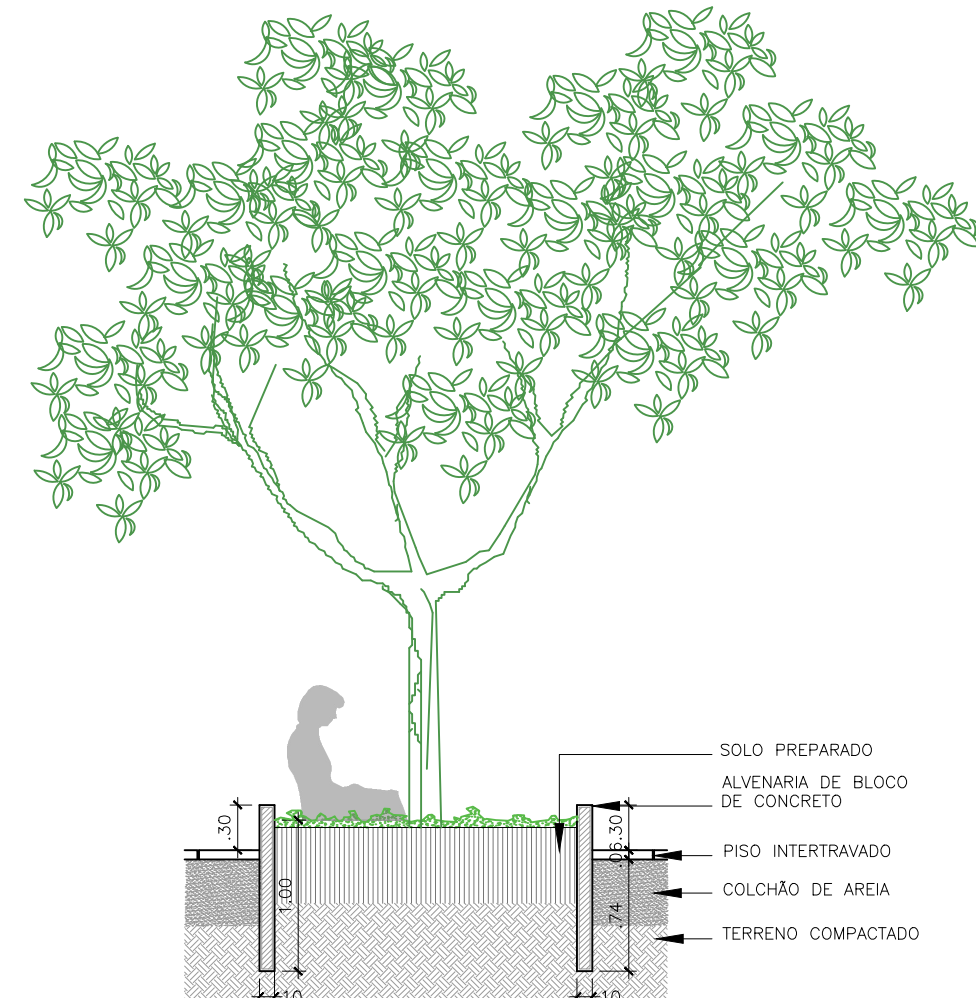 SOLO PREPARADO
ALVENARIA DE BLOCO
DE CONCRETO
.30
.30
.06
PISO INTERTRAVADO
COLCHÃO DE AREIA
1.00
.74
TERRENO COMPACTADO
.10
.10